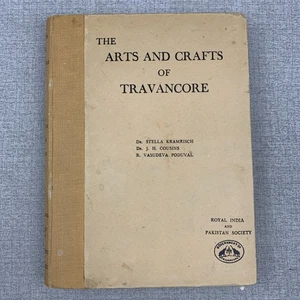 THE
ARTS AND CRAFTS
OF
TRAVANCORE
DR. STELLA KRAMRISCH
DR. J. H. COUSINS
R. VASUDEVA PODUVAL
ROYAL INDIA
AND
PAKISTAN SOCIETY